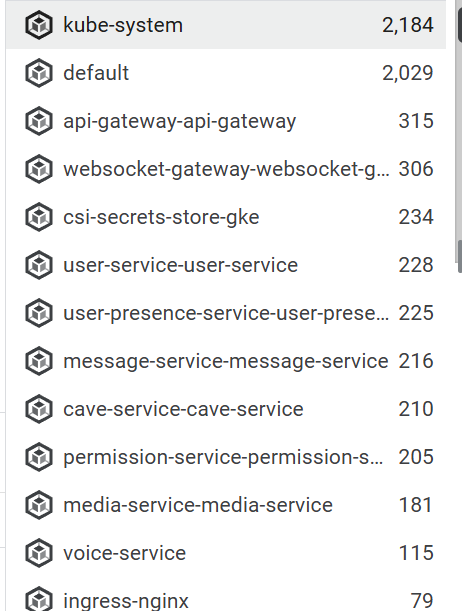 kube-system 2,184
default 2,029
api-gateway-api-gateway 315
websocket-gateway-websocket-g... 306
csi-secrets-store-gke 234
user-service-user-service 228
user-presence-service-user-prese... 225
message-service-message-service 216
cave-service-cave-service 210
permission-service-permission-s... 205
media-service-media-service 181
voice-service 115
ingress-nginx 79